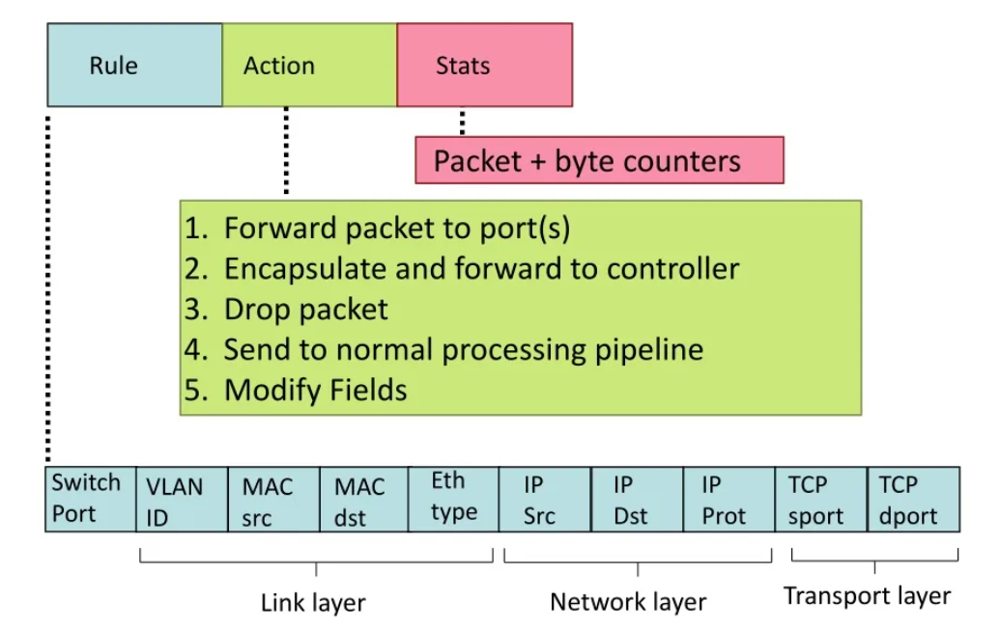 Rule
Action
Stats
Packet + byte counters
1. Forward packet to port(s)
2. Encapsulate and forward to controller
3. Drop packet
4. Send to normal processing pipeline
5. Modify Fields
Switch
Port
VLAN
ID
MAC
src
MAC
dst
Eth
type
IP
Src
IP
Dst
IP
Prot
TCP
sport
TCP
dport
Link layer
Network layer
Transport layer